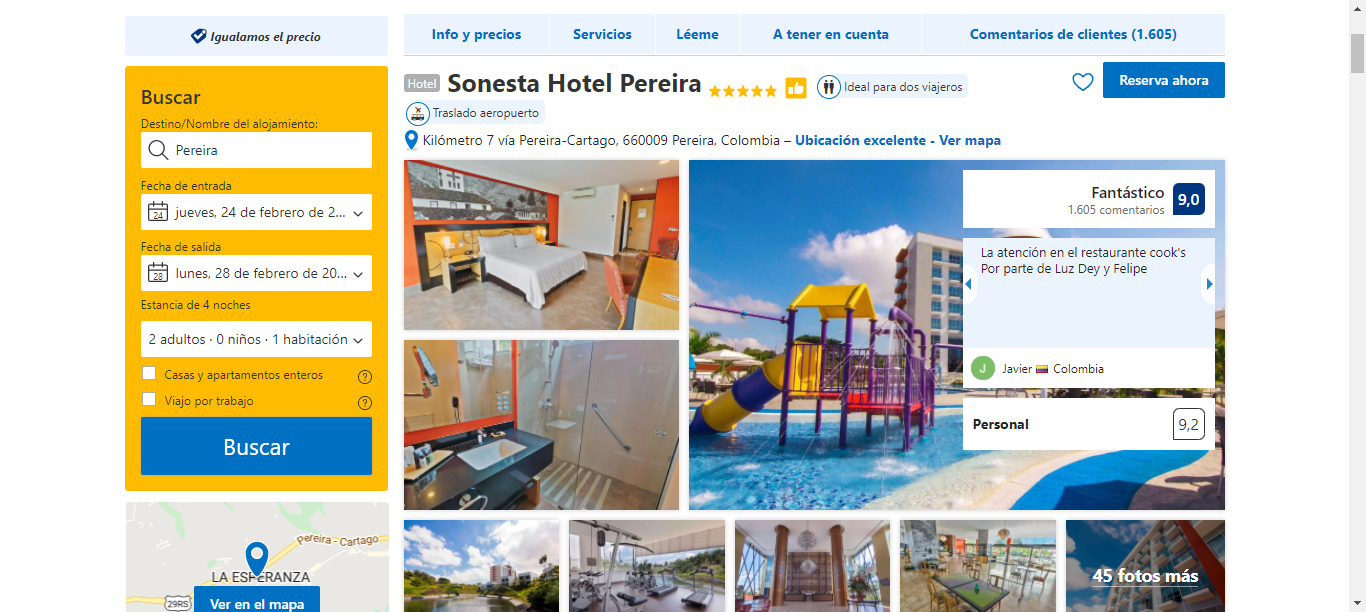 Igualamos el precio
Buscar
Destino/Nombre del alojamiento:
Pereira
Fecha de entrada
24
jueves, 24 de febrero de 2...
Fecha de salida
28
lunes, 28 de febrero de 20...
Estancia de 4 noches
2 adultos · 0 niños · 1 habitación
Casas y apartamentos enteros
Viajo por trabajo
Buscar
Pereira - Cartago
LA ESPERANZA
29RS
Ver en el mapa
Info y precios Servicios Léeme A tener en cuenta Comentarios de clientes (1.605)
Hotel Sonesta Hotel Pereira Ideal para dos viajeros Reserva ahora
Traslado aeropuerto
Kilómetro 7 vía Pereira-Cartago, 660009 Pereira, Colombia – Ubicación excelente - Ver mapa
Fantástico 9,0
1.605 comentarios
La atención en el restaurante cook's
Por parte de Luz Dey y Felipe
J Javier Colombia
Personal 9,2
45 fotos más